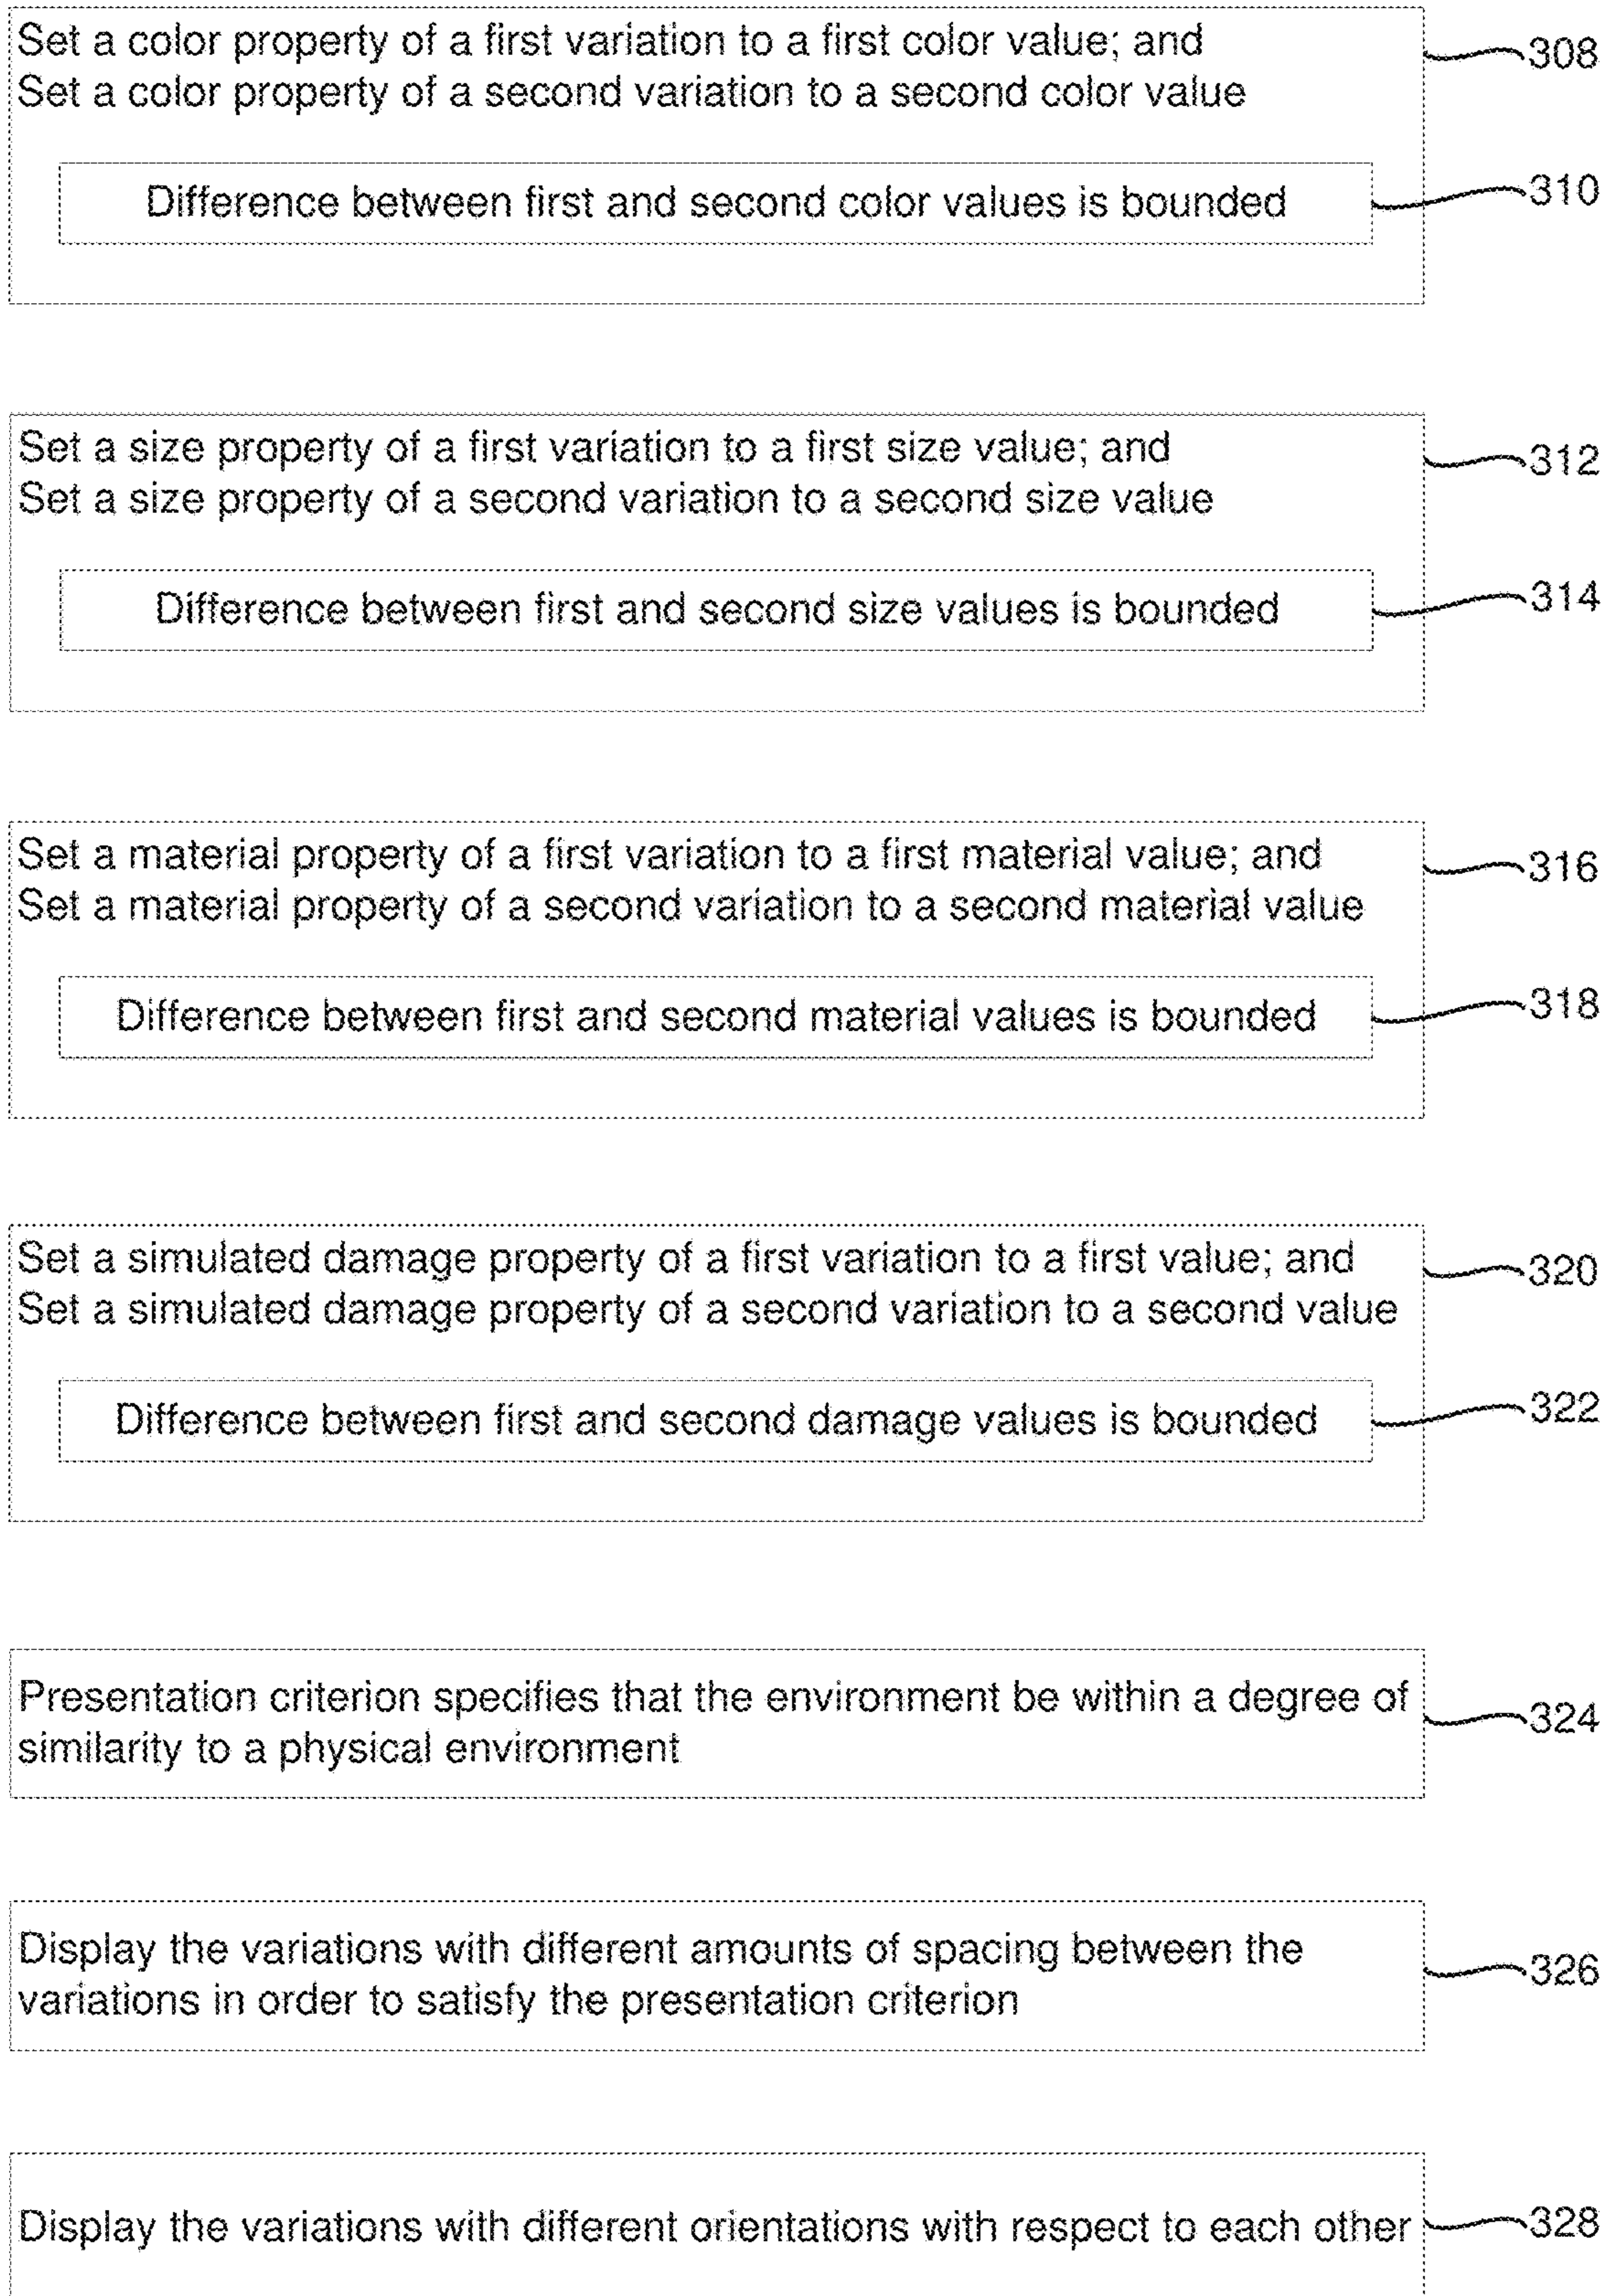 Set a color property of a first variation to a first color value; and
308
Set a color property of a second variation to a second color value
Difference between first and second color values is bounded
310
Set a size property of a first variation to a first size value; and
312
Set a size property of a second variation to a second size value
Difference between first and second size values is bounded
314
Set a material property of a first variation to a first material value; and
316
Set a material property of a second variation to a second material value
Difference between first and second material values is bounded
318
Set a simulated damage property of a first variation to a first value; and
320
Set a simulated damage property of a second variation to a second value
Difference between first and second damage values is bounded
322
Presentation criterion specifies that the environment be within a degree of
similarity to a physical environment
324
Display the variations with different amounts of spacing between the
variations in order to satisfy the presentation criterion
326
Display the variations with different orientations with respect to each other
328